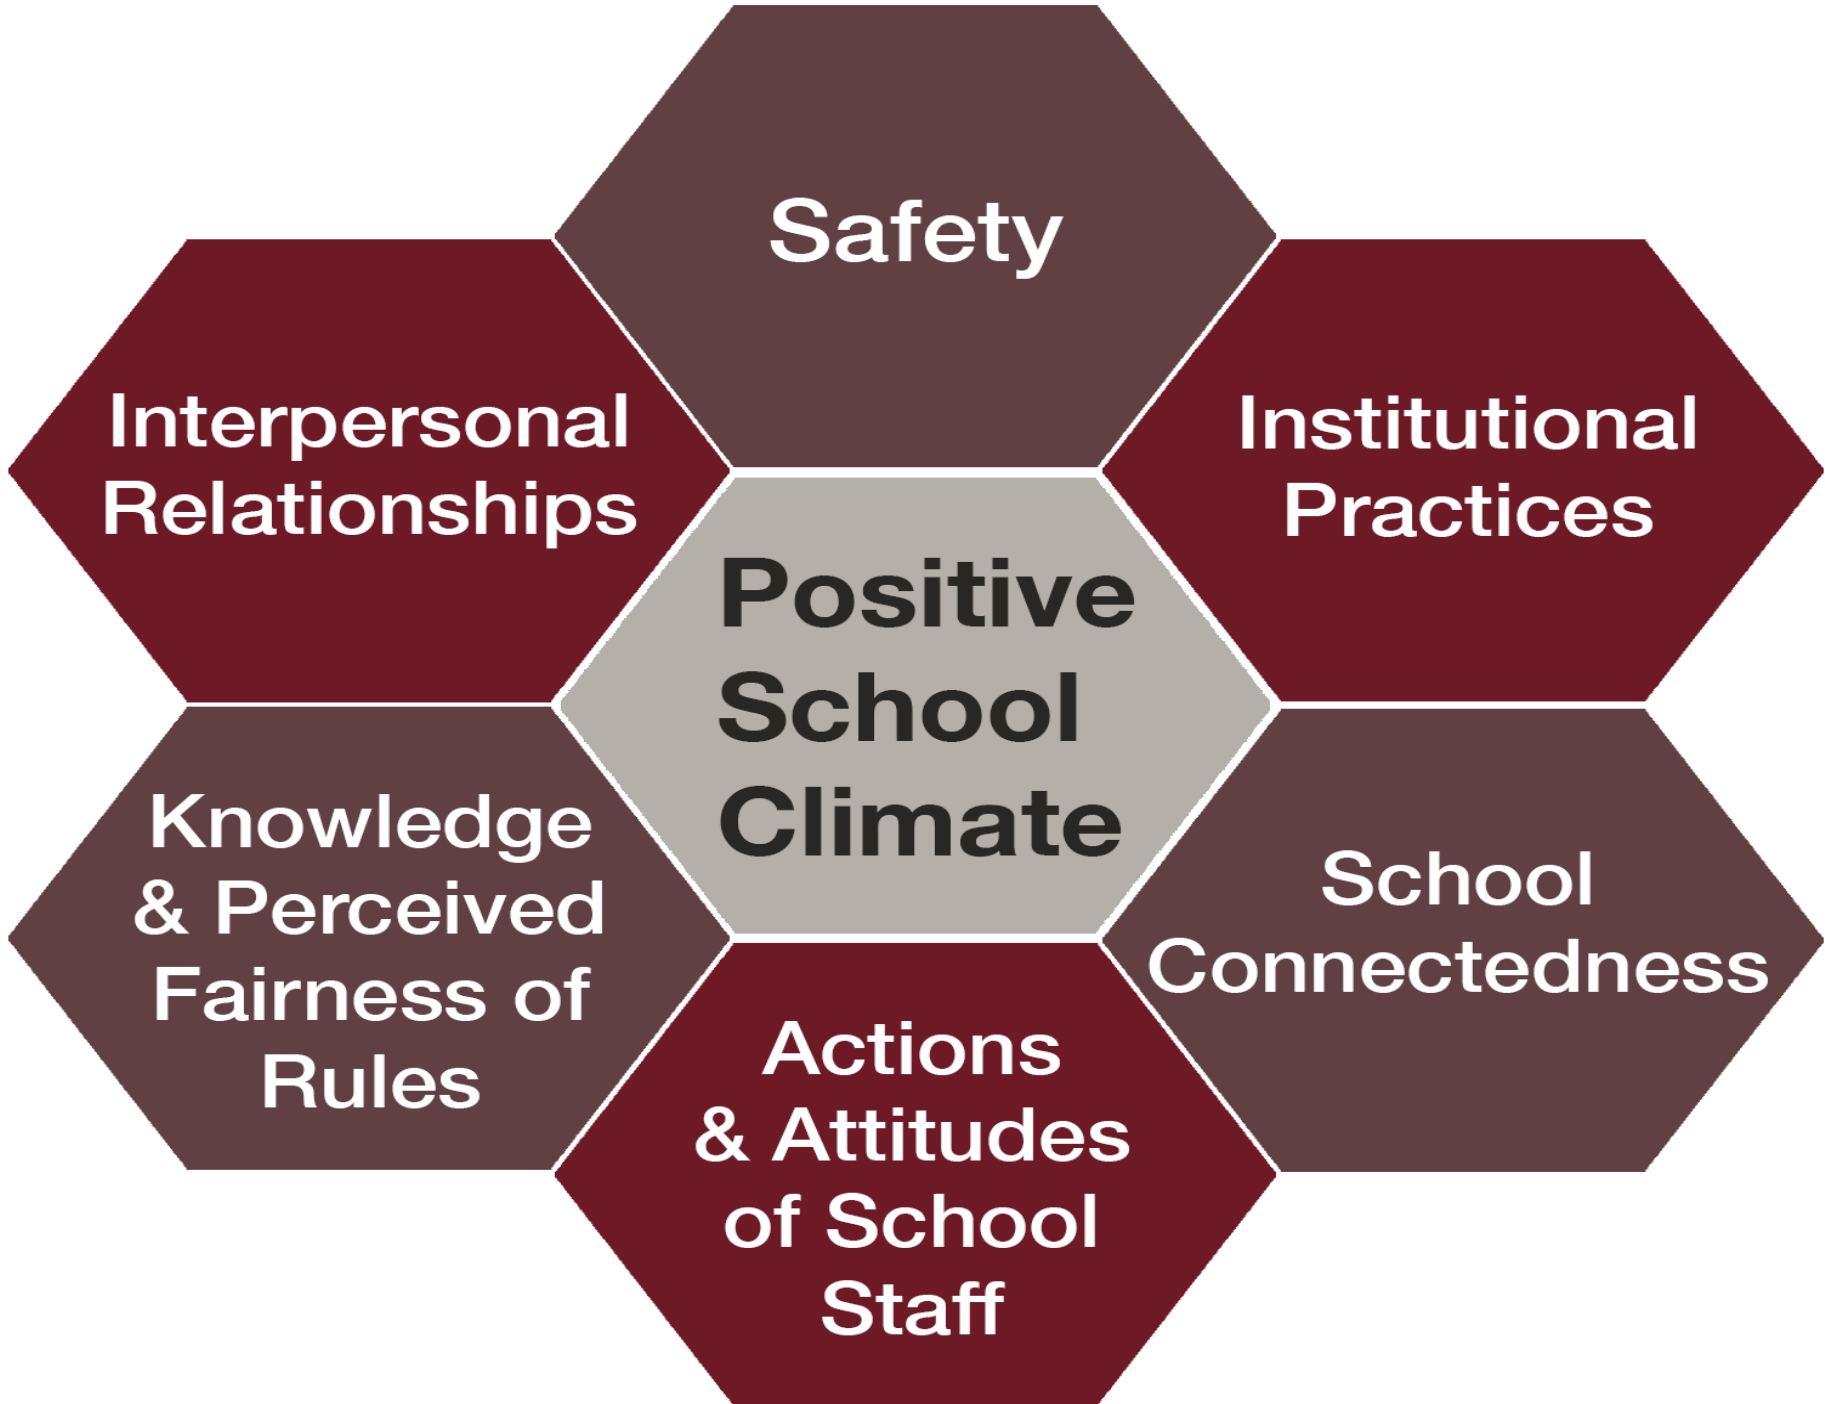 Safety
Interpersonal
Relationships
Institutional
Practices
Positive
School
Climate
Knowledge
& Perceived
Fairness of
Rules
School
Connectedness
Actions
& Attitudes
of School
Staff